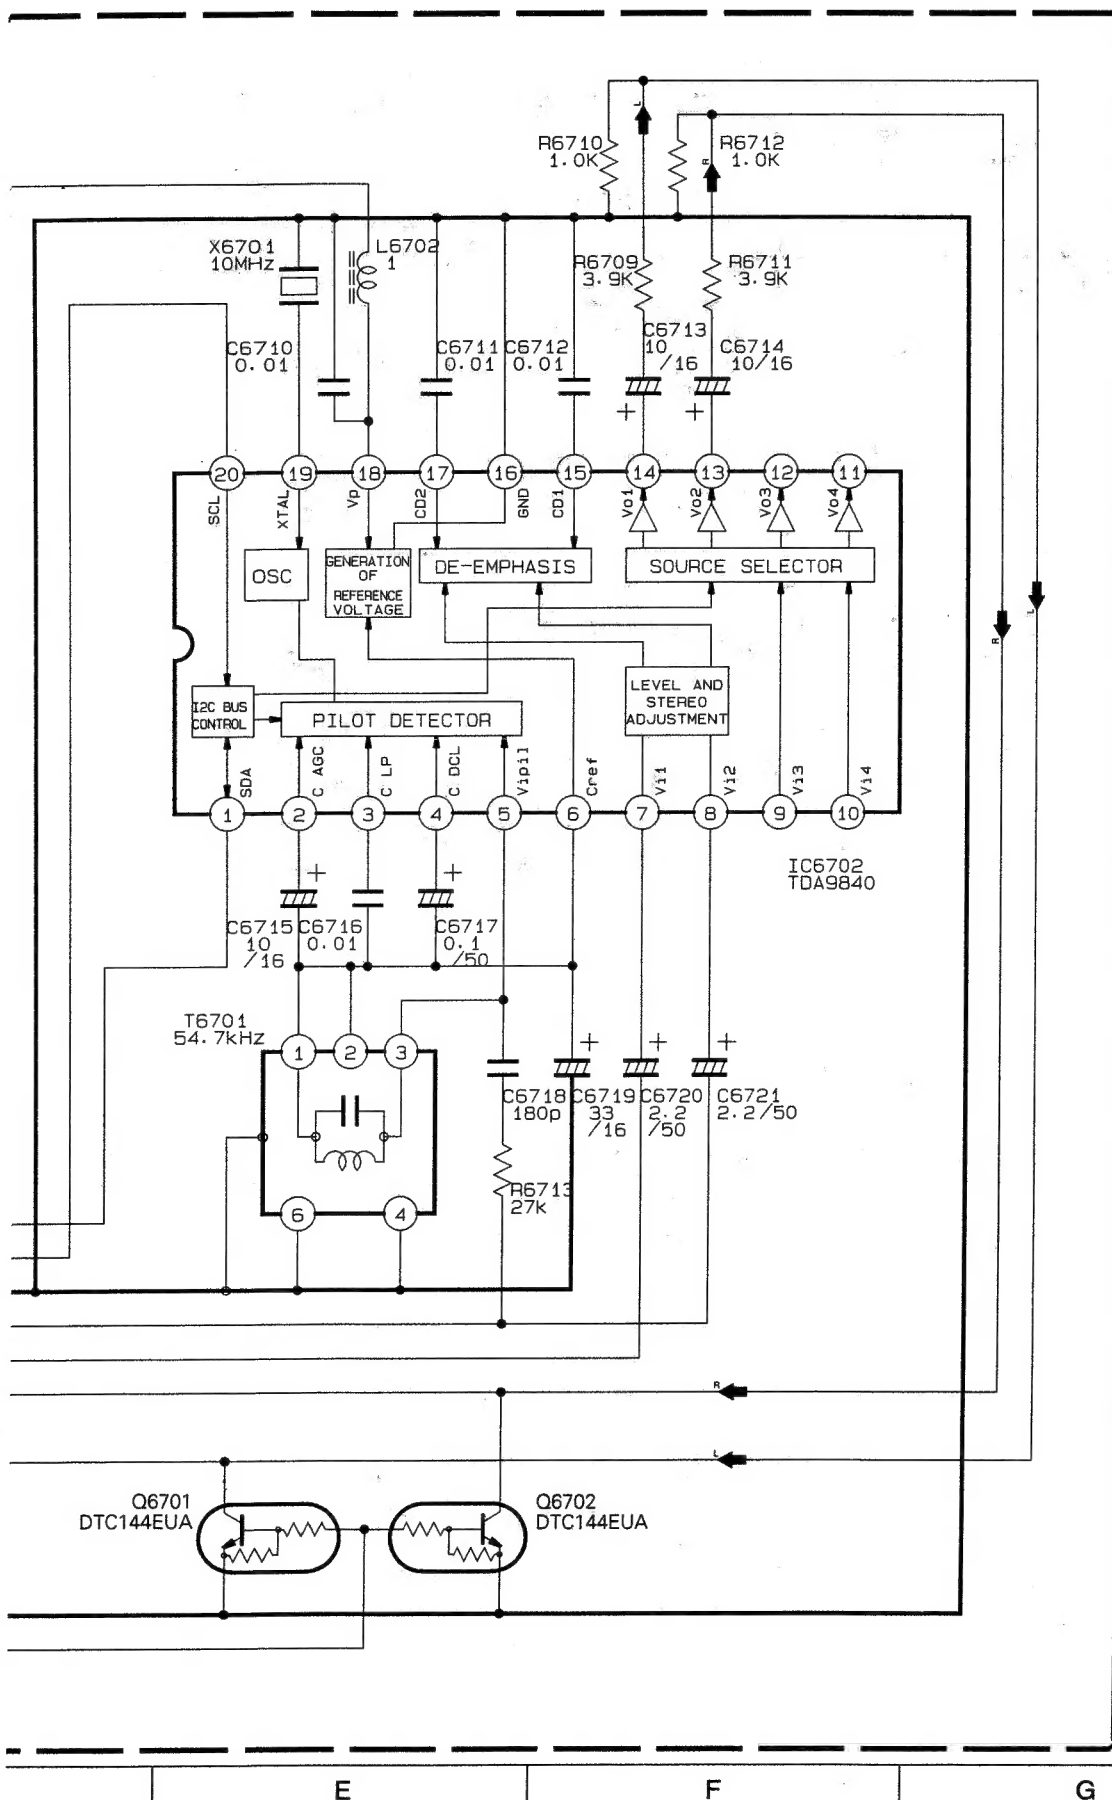 L
R6710
1.0K
R6712
1.0K
R
X6701
10MHz
L6702
1
R6709
3.9K
R6711
3.9K
C6710
0.01
C6711
0.01
C6712
0.01
C6713
10
/16
C6714
10/16
+
+
20
19
18
17
16
15
14
13
12
11
SCL
XTAL
Vp
CD2
GND
CD1
Vo1
Vo2
Vo3
Vo4
OSC
GENERATION
OF
REFERENCE
VOLTAGE
DE-EMPHASIS
SOURCE SELECTOR
R
L
I2C BUS
CONTROL
PILOT DETECTOR
LEVEL AND
STEREO
ADJUSTMENT
SDA
C AGC
C LP
C DCL
Vipil
Cref
Vi1
Vi2
Vi3
Vi4
1
2
3
4
5
6
7
8
9
10
IC6702
TDA9840
+
+
C6715
10
/16
C6716
0.01
C6717
0.1
/50
T6701
54.7kHz
1
2
3
+
+
+
C6718
180p
C6719
33
/16
C6720
2.2
/50
C6721
2.2/50
R6713
27K
6
4
R
L
Q6701
DTC144EUA
Q6702
DTC144EUA
E
F
G